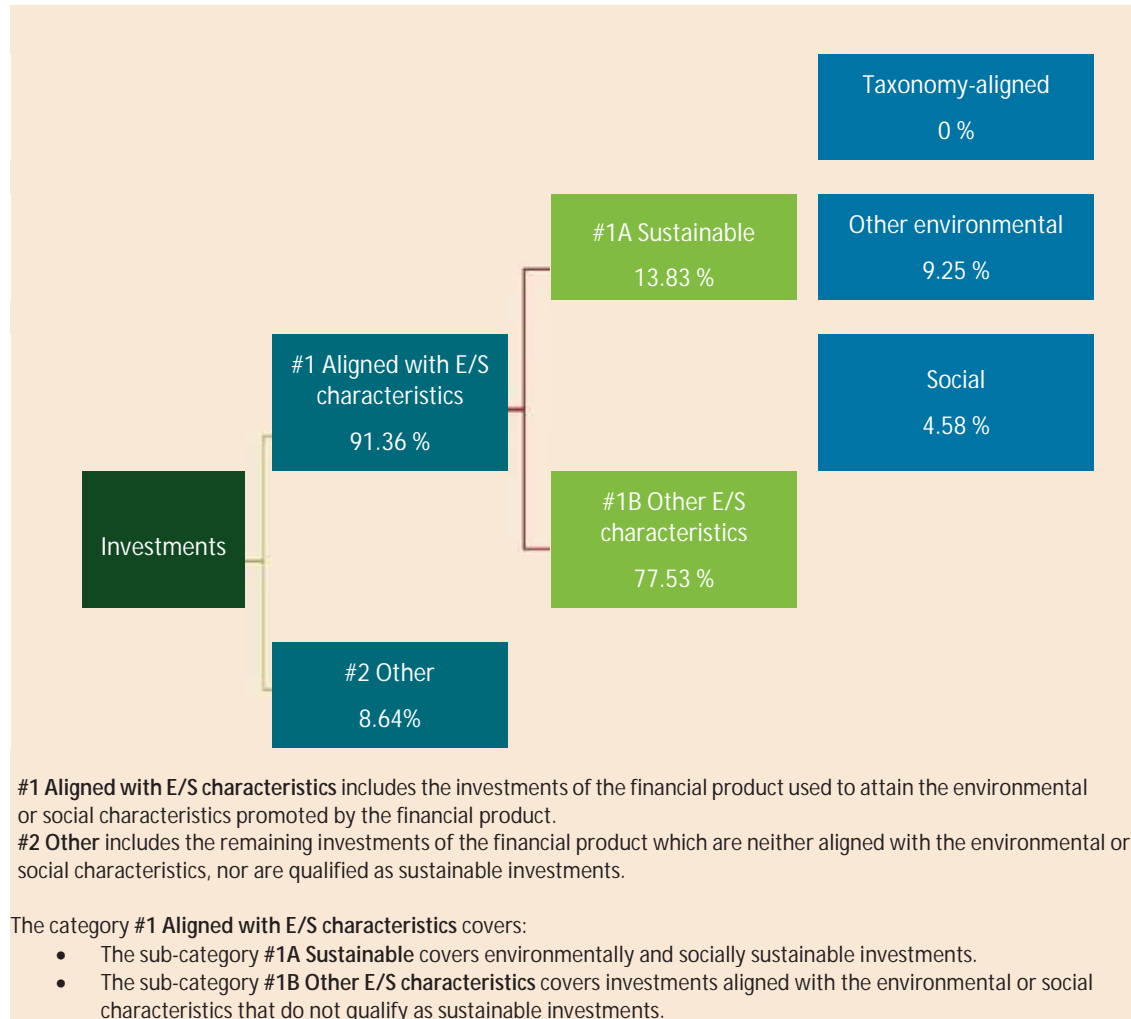 Taxonomy-aligned
0 %
#1A Sustainable
13.83 %
Other environmental
9.25 %
#1 Aligned with E/S
characteristics
91.36 %
Social
4.58 %
Investments
#1B Other E/S
characteristics
77.53 %
#2 Other
8.64%
#1 Aligned with E/S characteristics includes the investments of the financial product used to attain the environmental
or social characteristics promoted by the financial product.
#2 Other includes the remaining investments of the financial product which are neither aligned with the environmental or
social characteristics, nor are qualified as sustainable investments.
The category #1 Aligned with E/S characteristics covers:
• The sub-category #1A Sustainable covers environmentally and socially sustainable investments.
• The sub-category #1B Other E/S characteristics covers investments aligned with the environmental or social
characteristics that do not qualify as sustainable investments.